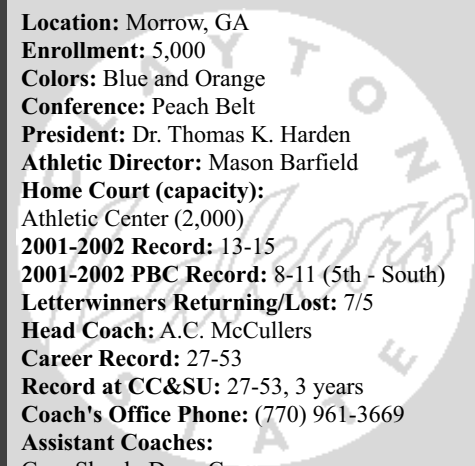 CLAYTON
Lakers
STATE
Location: Morrow, GA
Enrollment: 5,000
Colors: Blue and Orange
Conference: Peach Belt
President: Dr. Thomas K. Harden
Athletic Director: Mason Barfield
Home Court (capacity):
Athletic Center (2,000)
2001-2002 Record: 13-15
2001-2002 PBC Record: 8-11 (5th - South)
Letterwinners Returning/Lost: 7/5
Head Coach: A.C. McCullers
Career Record: 27-53
Record at CC&SU: 27-53, 3 years
Coach's Office Phone: (770) 961-3669
Assistant Coaches: